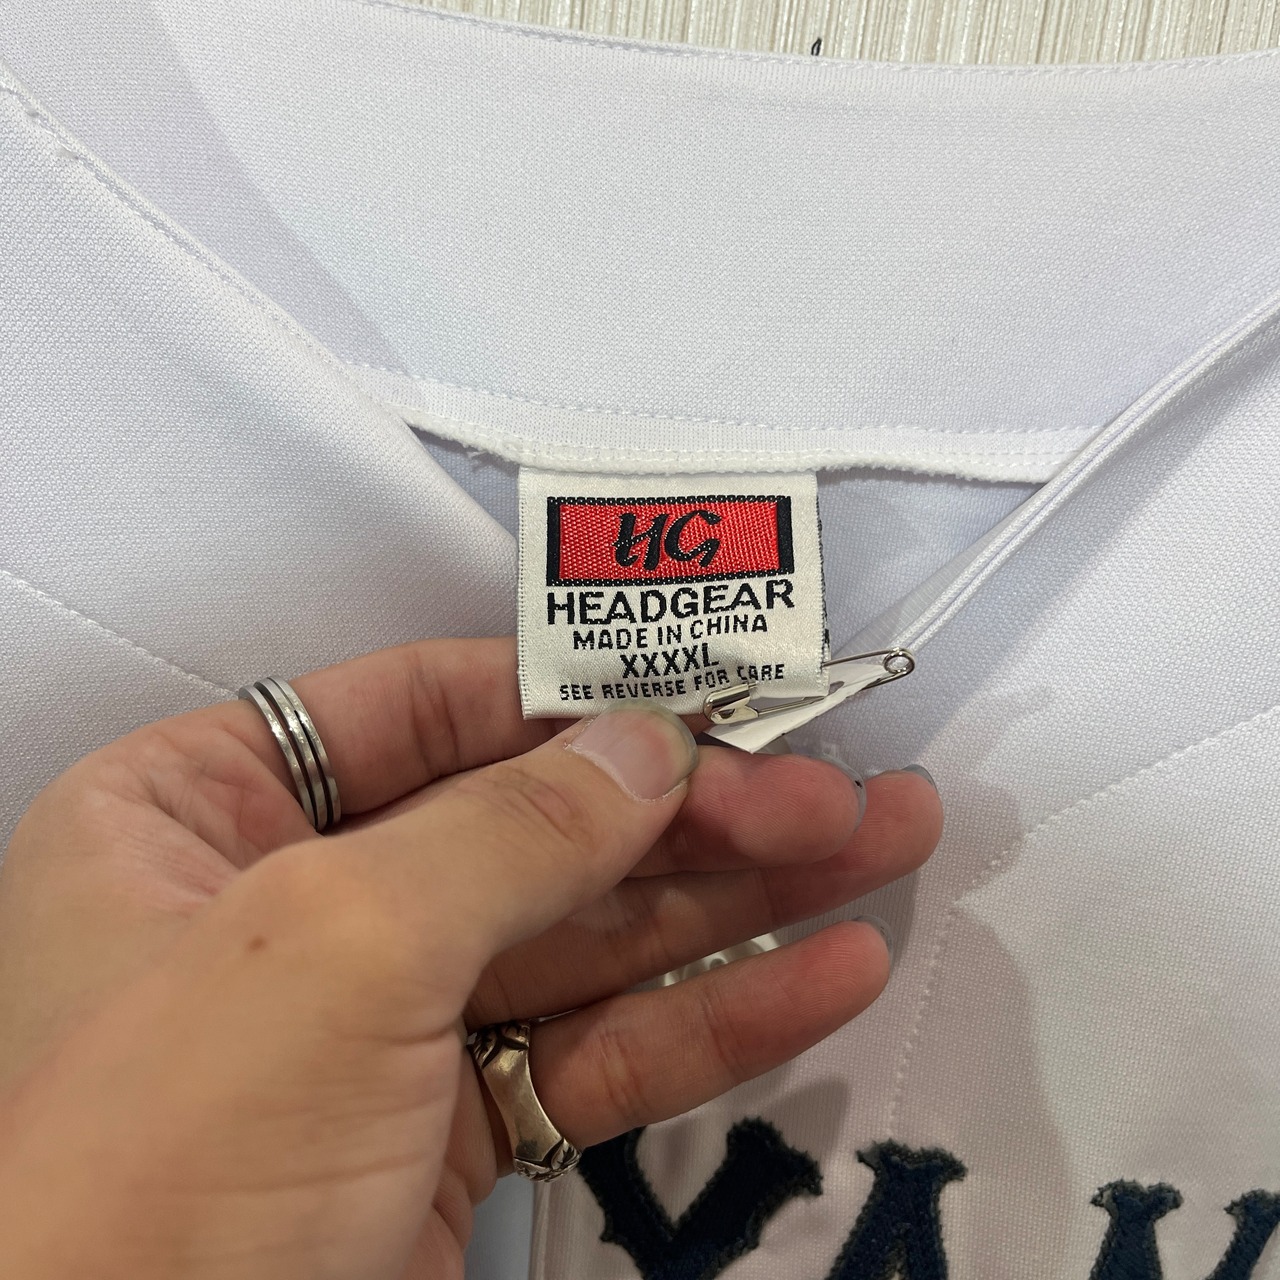 HG
HEADGEAR
MADE IN CHINA
XXXXL
SEE REVERSE FOR CARE